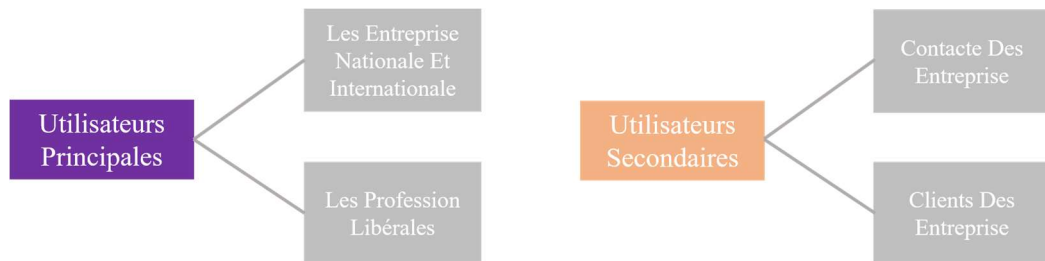 Utilisateurs
Principales
Les Entreprise
Nationale Et
Internationale
Les Profession
Libérales
Utilisateurs
Secondaires
Contacte Des
Entreprise
Clients Des
Entreprise